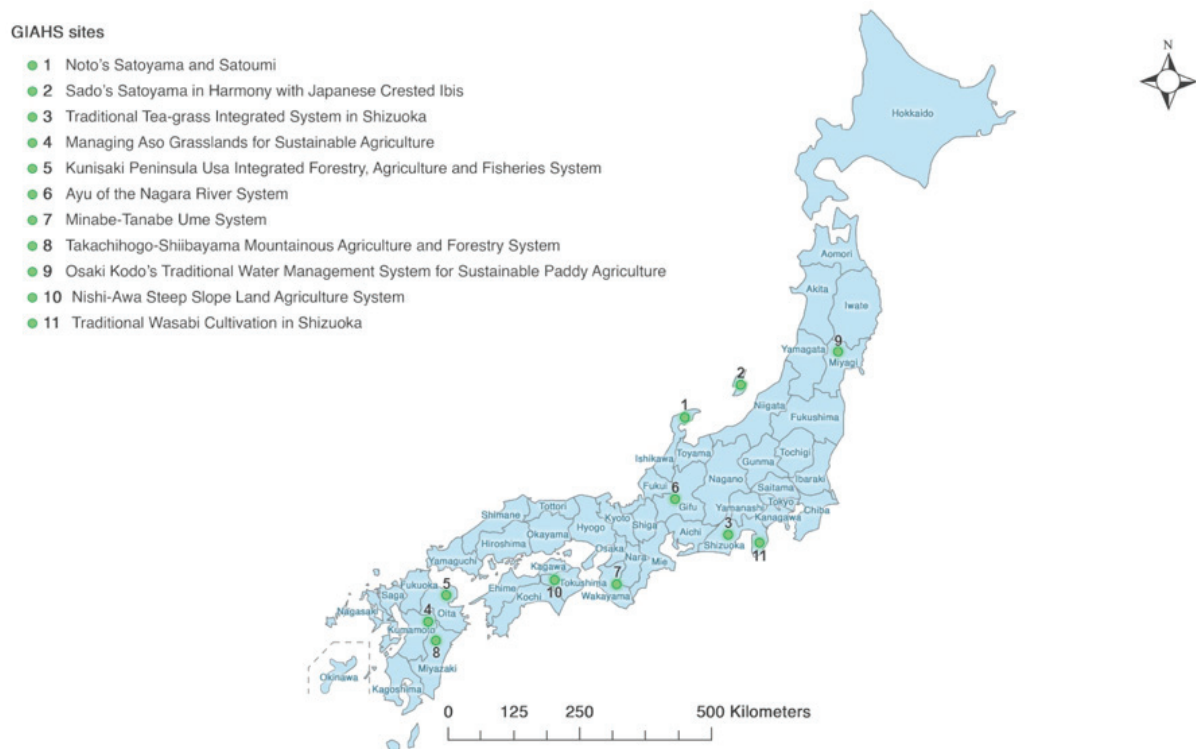 GIAHS sites
1 Noto's Satoyama and Satoumi
2 Sado's Satoyama in Harmony with Japanese Crested Ibis
3 Traditional Tea-grass Integrated System in Shizuoka
4 Managing Aso Grasslands for Sustainable Agriculture
5 Kunisaki Peninsula Usa Integrated Forestry, Agriculture and Fisheries System
6 Ayu of the Nagara River System
7 Minabe-Tanabe Ume System
8 Takachihogo-Shiibayama Mountainous Agriculture and Forestry System
9 Osaki Kodo's Traditional Water Management System for Sustainable Paddy Agriculture
10 Nishi-Awa Steep Slope Land Agriculture System
11 Traditional Wasabi Cultivation in Shizuoka
N
Hokkaido
Aomori
Akita
Iwate
Yamagata
9
Miyagi
2
1
Niigata
Fukushima
Ishikawa
Toyama
Gunma
Tochigi
Fukui
Nagano
Saitama
Ibaraki
6
Gifu
Yamanashi
Tokyo
Kanagawa
Chiba
Shimane
Tottori
Okayama
Hyogo
Kyoto
Shiga
Aichi
3
Shizuoka
11
Hiroshima
Osaka
Nara
Mie
Yamaguchi
Kagawa
Tokushima
7
Wakayama
Ehime
Kochi
10
Fukuoka
5
Saga
Oita
Nagasaki
4
Kumamoto
8
Miyazaki
Okinawa
Kagoshima
0 125 250 500 Kilometers